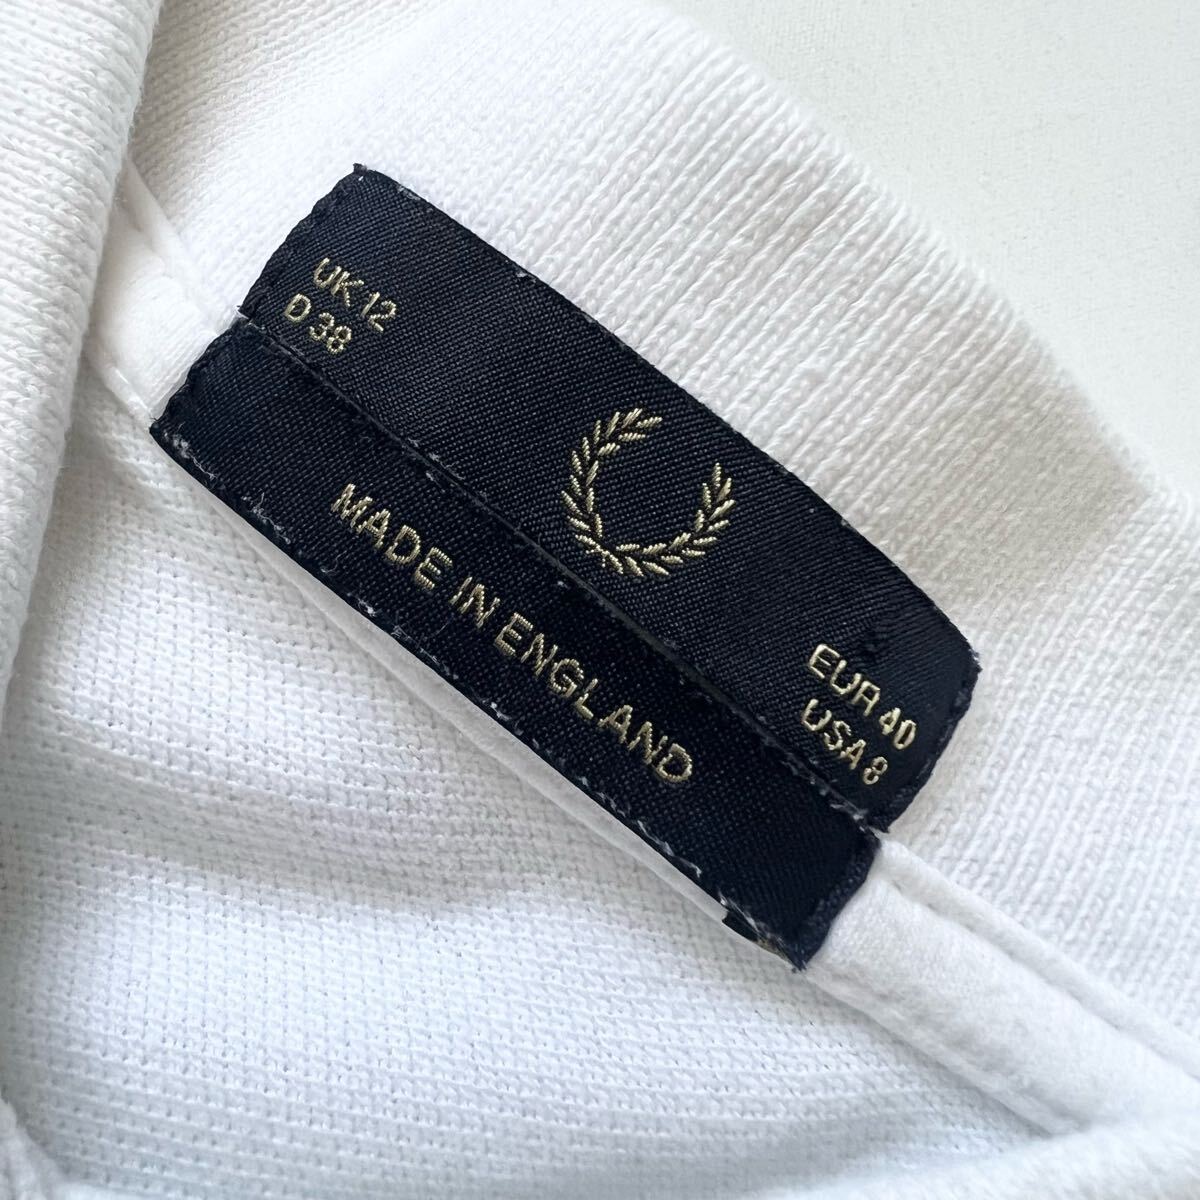 UK 12
D 38
EUR 40
USA 8
MADE IN ENGLAND